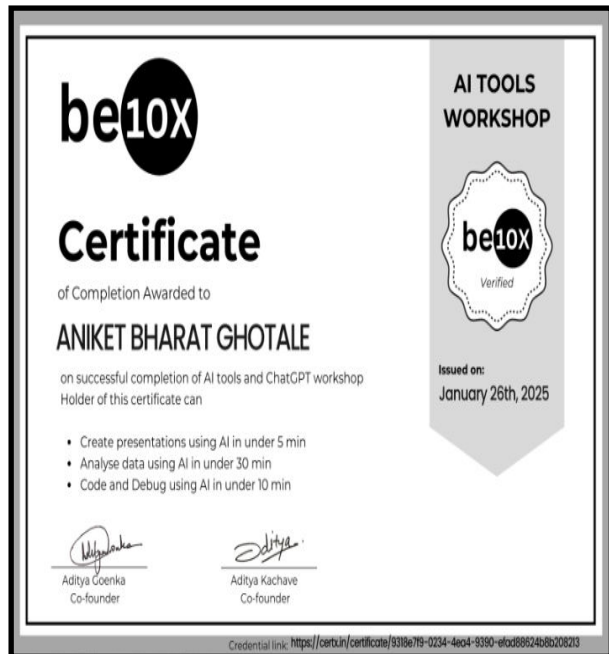 be10X
Certificate
of Completion Awarded to
ANIKET BHARAT GHOTALE
on successful completion of AI tools and ChatGPT workshop
Holder of this certificate can
• Create presentations using AI in under 5 min
• Analyse data using AI in under 30 min
• Code and Debug using AI in under 10 min
Aditya Goenka
Co-founder
Aditya.
Aditya Kachave
Co-founder
AI TOOLS
WORKSHOP
be10X
Verified
Issued on:
January 26th, 2025
Credential link: https://certx.in/certificate/9318e7f9-0234-4ea4-9390-efad88624b8b208213